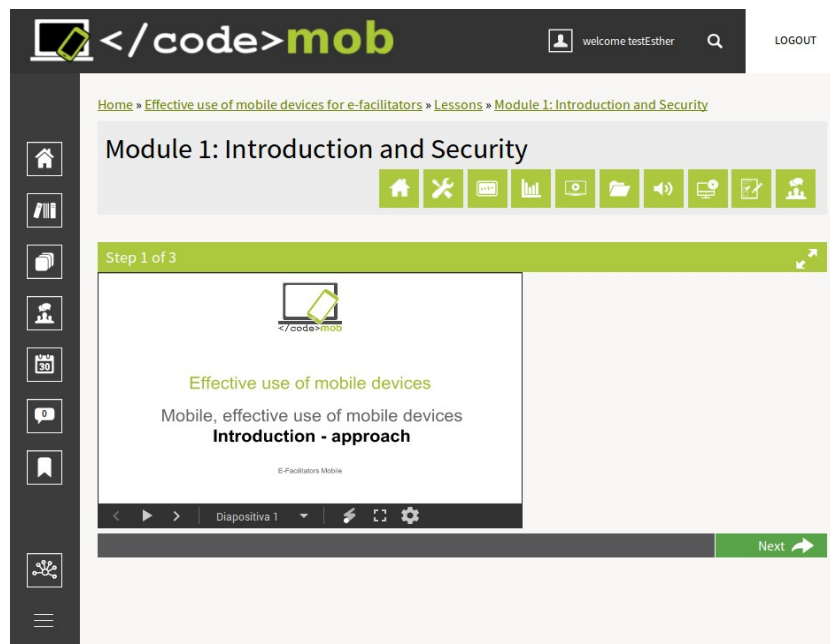 </code>mob
welcome testEsther
LOGOUT
Home » Effective use of mobile devices for e-facilitators » Lessons » Module 1: Introduction and Security
Module 1: Introduction and Security
Step 1 of 3
</code>mob
Effective use of mobile devices
Mobile, effective use of mobile devices
Introduction - approach
E-Facilitators Mobile
30
0
Diapositiva 1
Next